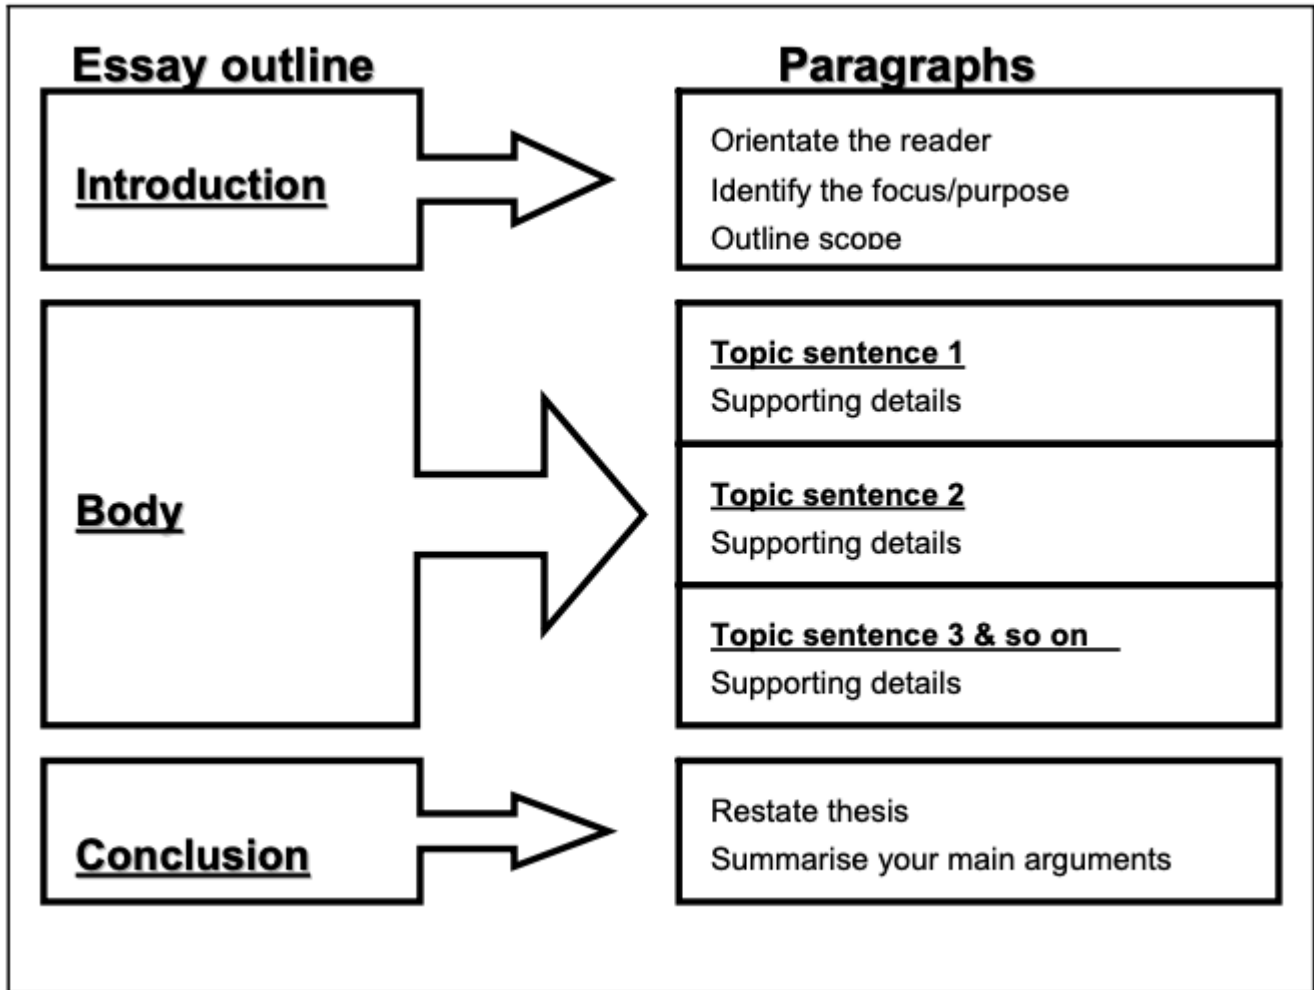 Essay outline
Paragraphs
Introduction
Orientate the reader
Identify the focus/purpose
Outline scope
Body
Topic sentence 1
Supporting details
Topic sentence 2
Supporting details
Topic sentence 3 & so on
Supporting details
Conclusion
Restate thesis
Summarise your main arguments